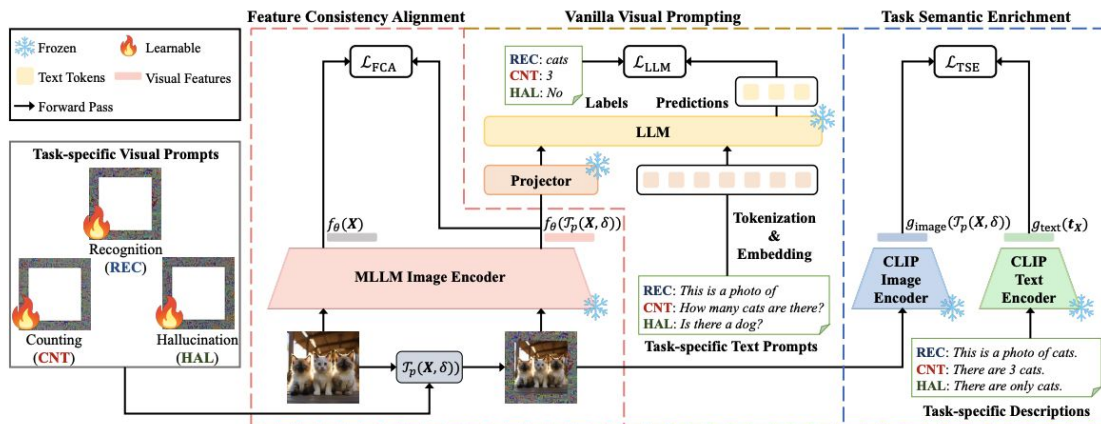 Feature Consistency Alignment
Vanilla Visual Prompting
Task Semantic Enrichment
Frozen
Learnable
Text Tokens
Visual Features
Forward Pass
Task-specific Visual Prompts
Recognition
(REC)
Counting
(CNT)
Hallucination
(HAL)
ℒFCA
fθ(X)
fθ(𝒯p(X, δ))
MLLM Image Encoder
𝒯p(X, δ))
REC: cats
CNT: 3
HAL: No
Labels
ℒLLM
Predictions
LLM
Projector
Tokenization
&
Embedding
REC: This is a photo of
CNT: How many cats are there?
HAL: Is there a dog?
Task-specific Text Prompts
ℒTSE
gimage(𝒯p(X, δ))
gtext(tX)
CLIP
Image
Encoder
CLIP
Text
Encoder
REC: This is a photo of cats.
CNT: There are 3 cats.
HAL: There are only cats.
Task-specific Descriptions